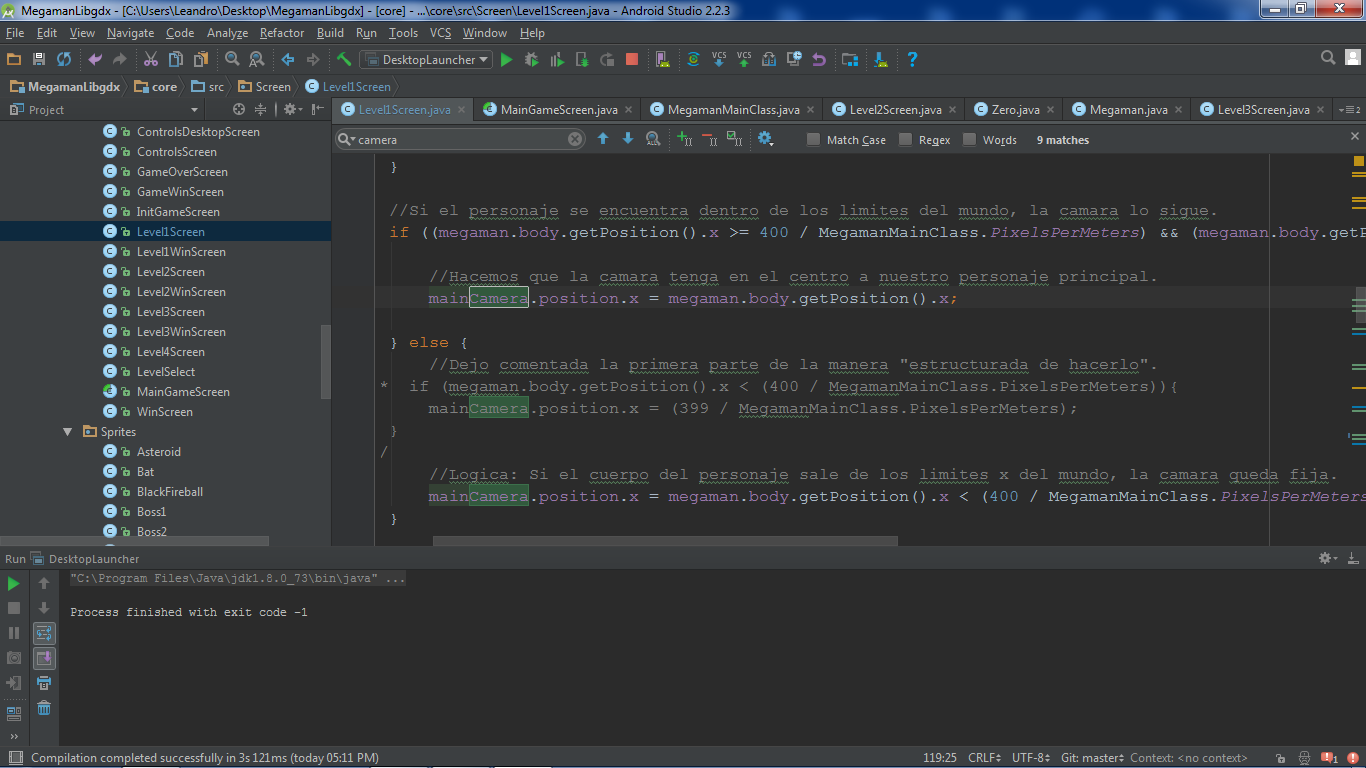 MegamanLibgdx - [C:\Users\Leandro\Desktop\MegamanLibgdx] - [core] - ...\core\src\Screen\Level1Screen.java - Android Studio 2.2.3
File Edit View Navigate Code Analyze Refactor Build Run Tools VCS Window Help
DesktopLauncher
VCS VCS
MegamanLibgdx core src Screen Level1Screen
Project
Level1Screen.java MainGameScreen.java MegamanMainClass.java Level2Screen.java Zero.java Megaman.java Level3Screen.java
camera Match Case Regex Words 9 matches
ControlsDesktopScreen
ControlsScreen
GameOverScreen
GameWinScreen
InitGameScreen
Level1Screen
Level1WinScreen
Level2Screen
Level2WinScreen
Level3Screen
Level3WinScreen
Level4Screen
LevelSelect
MainGameScreen
WinScreen
Sprites
Asteroid
Bat
BlackFireball
Boss1
Boss2
}
//Si el personaje se encuentra dentro de los limites del mundo, la camara lo sigue.
if ((megaman.body.getPosition().x >= 400 / MegamanMainClass.PixelsPerMeters) && (megaman.body.getP
//Hacemos que la camara tenga en el centro a nuestro personaje principal.
mainCamera.position.x = megaman.body.getPosition().x;
} else {
//Dejo comentada la primera parte de la manera "estructurada de hacerlo".
* if (megaman.body.getPosition().x < (400 / MegamanMainClass.PixelsPerMeters)){
mainCamera.position.x = (399 / MegamanMainClass.PixelsPerMeters);
}
/
//Logica: Si el cuerpo del personaje sale de los limites x del mundo, la camara queda fija.
mainCamera.position.x = megaman.body.getPosition().x < (400 / MegamanMainClass.PixelsPerMeters
}
Run DesktopLauncher
"C:\Program Files\Java\jdk1.8.0_73\bin\java" ...
Process finished with exit code -1
Compilation completed successfully in 3s 121ms (today 05:11 PM) 119:25 CRLF UTF-8 Git: master Context: <no context> 1